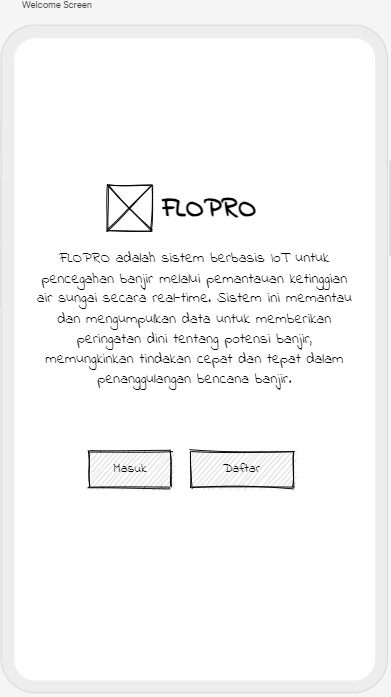 Welcome Screen
FLOPRO
FLOPRO adalah sistem berbasis IoT untuk
pencegahan banjir melalui pemantauan ketinggian
air sungai secara real-time. Sistem ini memantau
dan mengumpulkan data untuk memberikan
peringatan dini tentang potensi banjir,
memungkinkan tindakan cepat dan tepat dalam
penanggulangan bencana banjir.
Masuk
Daftar